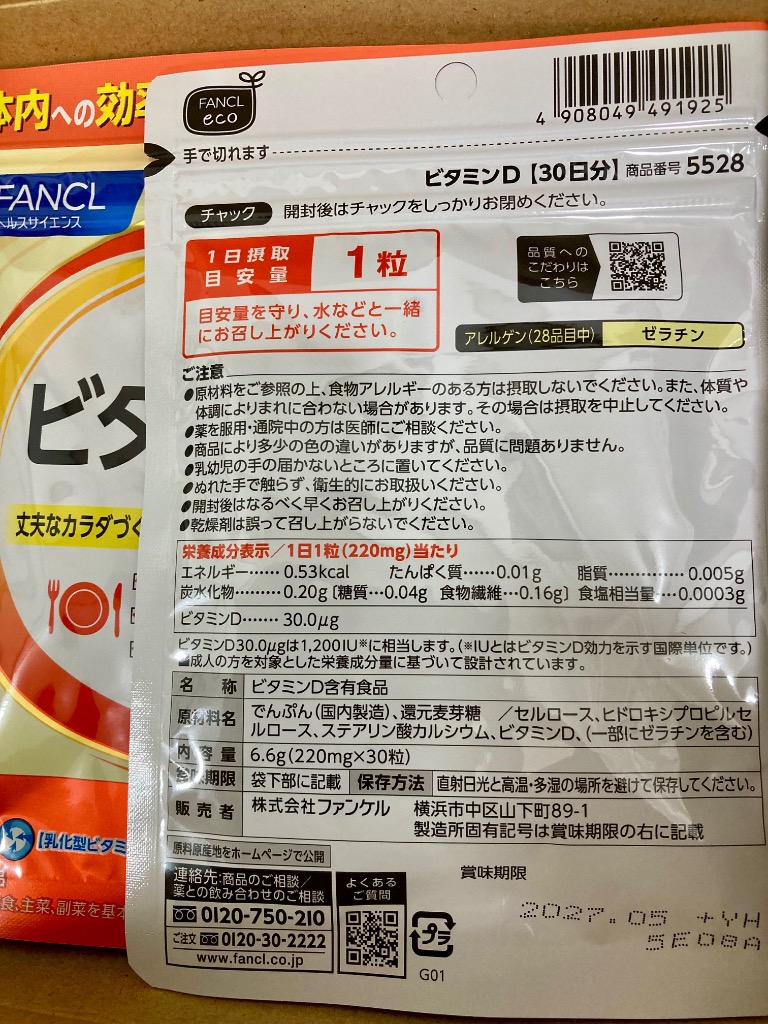 体内への効率
FANCL
ヘルスサイエンス
ビタ
丈夫なカラダづく
【乳化型ビタミ
食、主菜、副菜を基本
FANCL
eco
4 908049 491925
手で切れます
ビタミンD【30日分】商品番号 5528
チャック 開封後はチャックをしっかりお閉めください。
1日摂取
目安量
1粒
目安量を守り、水などと一緒
にお召し上がりください。
品質への
こだわりは
こちら
アレルゲン(28品目中) ゼラチン
ご注意
●原材料をご参照の上、食物アレルギーのある方は摂取しないでください。また、体質や
体調によりまれに合わない場合があります。その場合は摂取を中止してください。
●薬を服用・通院中の方は医師にご相談ください。
●商品により多少の色の違いがありますが、品質に問題ありません。
●乳幼児の手の届かないところに置いてください。
●ぬれた手で触らず、衛生的にお取扱いください。
●開封後はなるべく早くお召し上がりください。
●乾燥剤は誤って召し上がらないでください。
栄養成分表示/1日1粒(220mg)当たり
エネルギー……0.53kcal たんぱく質……0.01g 脂質……………0.005g
炭水化物………0.20g〔糖質…0.04g 食物繊維…0.16g〕 食塩相当量…0.0003g
ビタミンD……30.0μg
ビタミンD30.0μgは1,200IU※に相当します。(※IUとはビタミンD効力を示す国際単位です。)
■成人の方を対象とした栄養成分量に基づいて設計されています。
名称 ビタミンD含有食品
原材料名 でんぷん(国内製造)、還元麦芽糖 /セルロース、ヒドロキシプロピルセ
ルロース、ステアリン酸カルシウム、ビタミンD、(一部にゼラチンを含む)
内容量 6.6g(220mg×30粒)
賞味期限 袋下部に記載 保存方法 直射日光と高温・多湿の場所を避けて保存してください。
販売者 株式会社ファンケル 横浜市中区山下町89-1
製造所固有記号は賞味期限の右に記載
原料原産地をホームページで公開
連絡先:商品のご相談/
薬との飲み合わせのご相談
0120-750-210
ご注文 0120-30-2222
www.fancl.co.jp
よくある
ご質問
プラ
G01
賞味期限
2027.05 +YH
5E08A